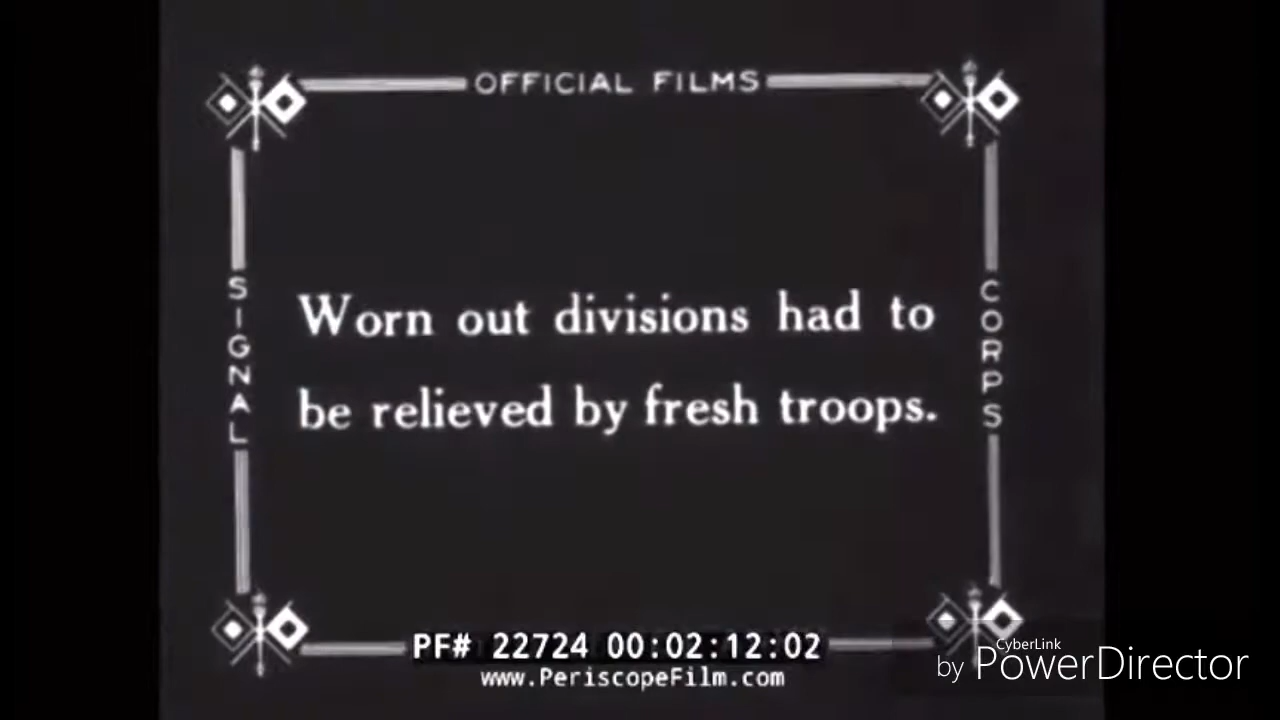 OFFICIAL FILMS
SIGNAL
CORPS
Worn out divisions had to
be relieved by fresh troops.
PF# 22724 00:02:12:02
www.PeriscopeFilm.com
CyberLink
by PowerDirector